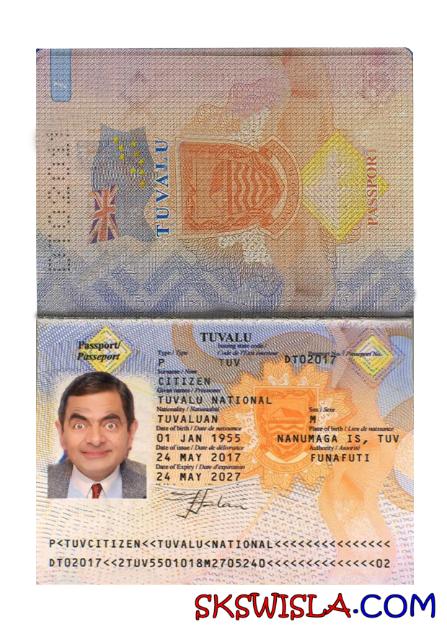 TUVALU
PASSPORT
TUVALU
Passport/
Passeport
Type / Type
Issuing state code /
Code de l'Etat émetteur
Passport No.
P
TUV
DT02017
Surname / Nom
CITIZEN
Given names / Prénoms
TUVALU NATIONAL
Nationality / Nationalité
Sex / Sexe
TUVALUAN
M
Date of birth / Date de naissance
Place of birth / Lieu de naissance
01 JAN 1955
NANUMAGA IS, TUV
Date of issue / Date de délivrance
Authority / Autorité
24 MAY 2017
FUNAFUTI
Date of Expiry / Date d'expiration
24 MAY 2027
P<TUVCITIZEN<<TUVALU<NATIONAL<<<<<<<<<<<<<<<
DT02017<<2TUV5501018M2705240<<<<<<<<<<<<<<02
SKSWISLA.COM